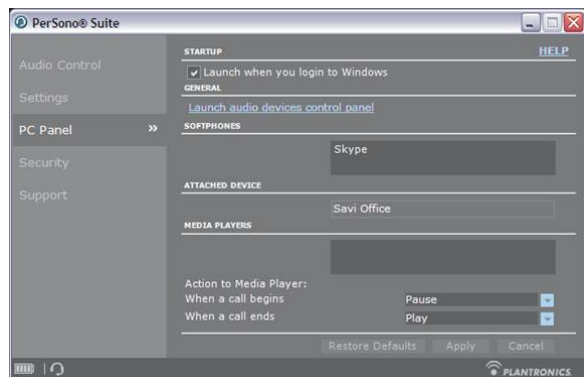 PerSono® Suite
Audio Control
Settings
PC Panel »
Security
Support
STARTUP HELP
Launch when you login to Windows
GENERAL
Launch audio devices control panel
SOFTPHONES
Skype
ATTACHED DEVICE
Savi Office
MEDIA PLAYERS
Action to Media Player:
When a call begins Pause
When a call ends Play
Restore Defaults Apply Cancel
PLANTRONICS